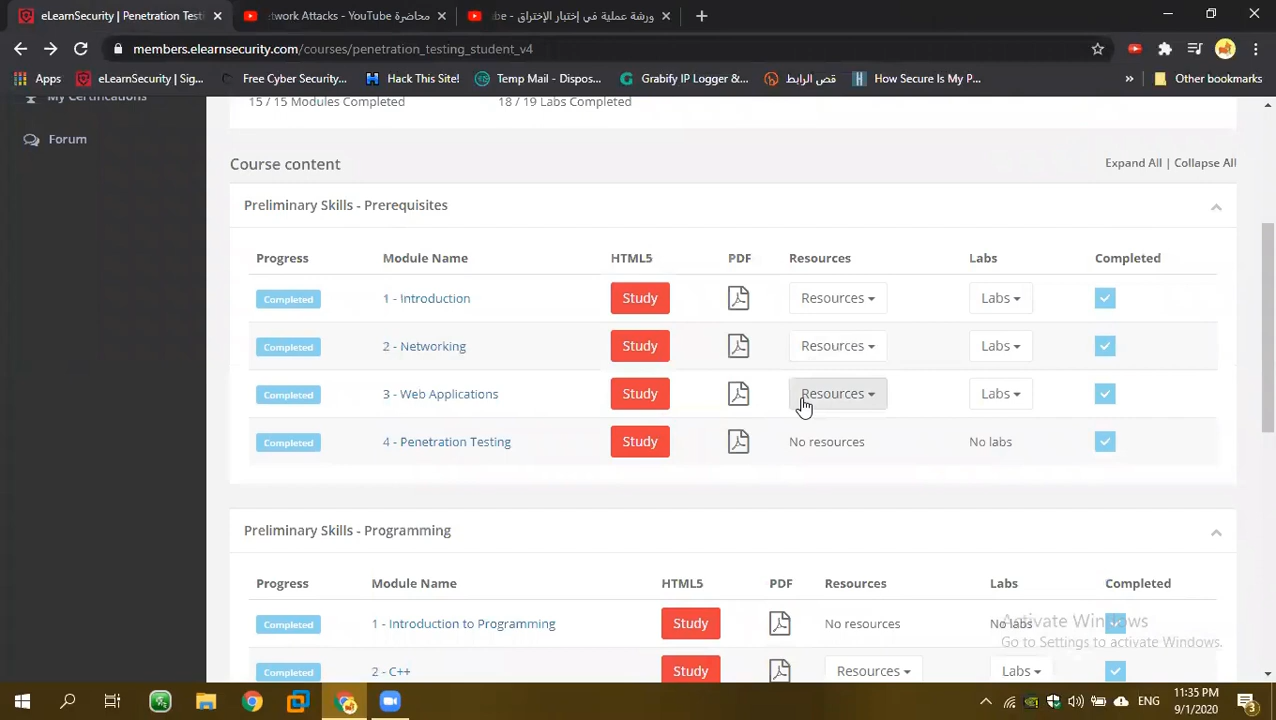 eLearnSecurity - Penetration Testi
twork Attacks - YouTube محاضرة
ube - ورشة عملية في إختبار الإختراق
members.elearnsecurity.com/courses/penetration_testing_student_v4
Apps
eLearnSecurity | Sig...
Free Cyber Security...
Hack This Site!
Temp Mail - Dispos...
Grabify IP Logger &...
قص الرابط
How Secure Is My P...
»
Other bookmarks
My Certifications
Forum
15 / 15 Modules Completed
18 / 19 Labs Completed
Course content
Expand All | Collapse All
Preliminary Skills - Prerequisites
Progress Module Name HTML5 PDF Resources Labs Completed
Completed 1 - Introduction Study Resources Labs
Completed 2 - Networking Study Resources Labs
Completed 3 - Web Applications Study Resources Labs
Completed 4 - Penetration Testing Study No resources No labs
Preliminary Skills - Programming
Progress Module Name HTML5 PDF Resources Labs Completed
Completed 1 - Introduction to Programming Study No resources No labs
Completed 2 - C++ Study Resources Labs
Activate Windows
Go to Settings to activate Windows.
ENG
11:35 PM
9/1/2020
3